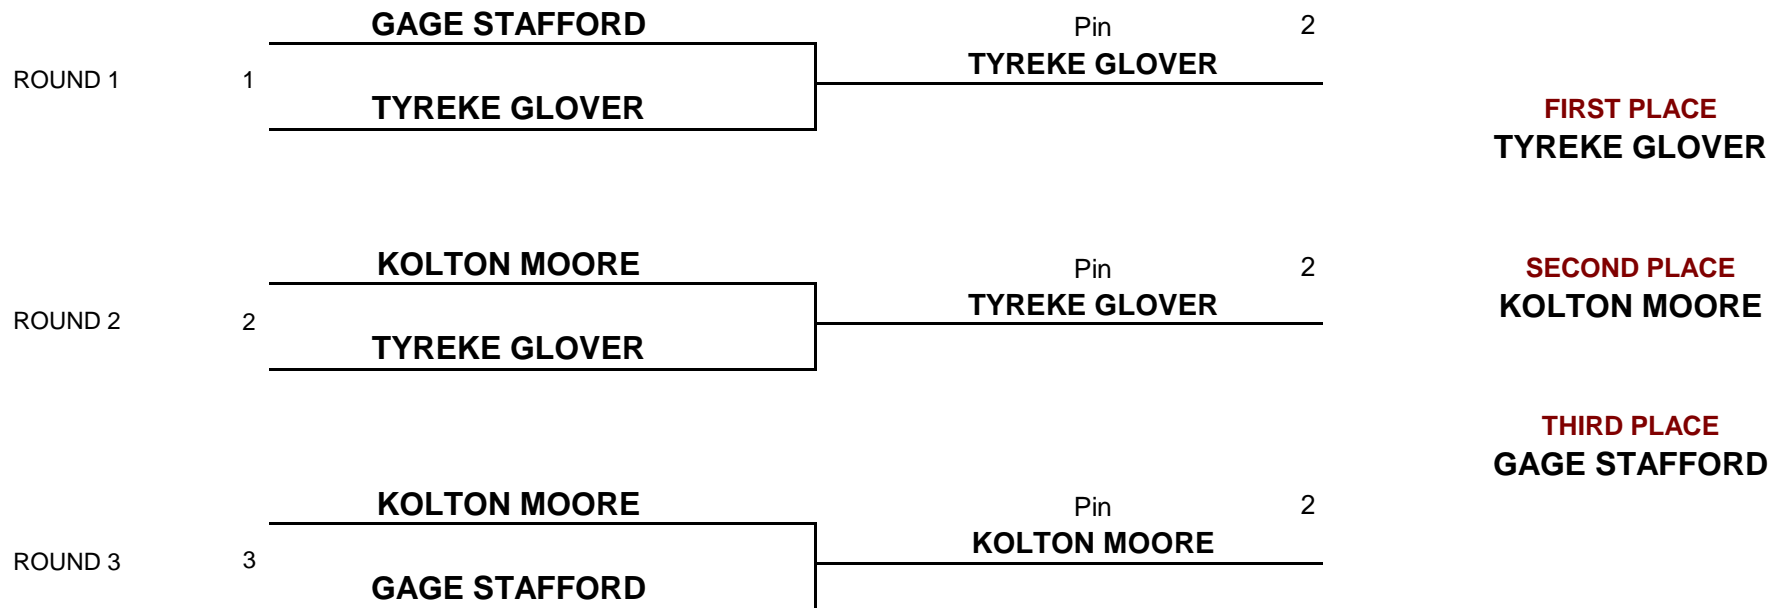 GAGE STAFFORD
Pin 2
ROUND 1 1 TYREKE GLOVER
TYREKE GLOVER
FIRST PLACE
TYREKE GLOVER
KOLTON MOORE
Pin 2
SECOND PLACE
ROUND 2 2 TYREKE GLOVER
KOLTON MOORE
TYREKE GLOVER
THIRD PLACE
GAGE STAFFORD
KOLTON MOORE
Pin 2
ROUND 3 3 KOLTON MOORE
GAGE STAFFORD